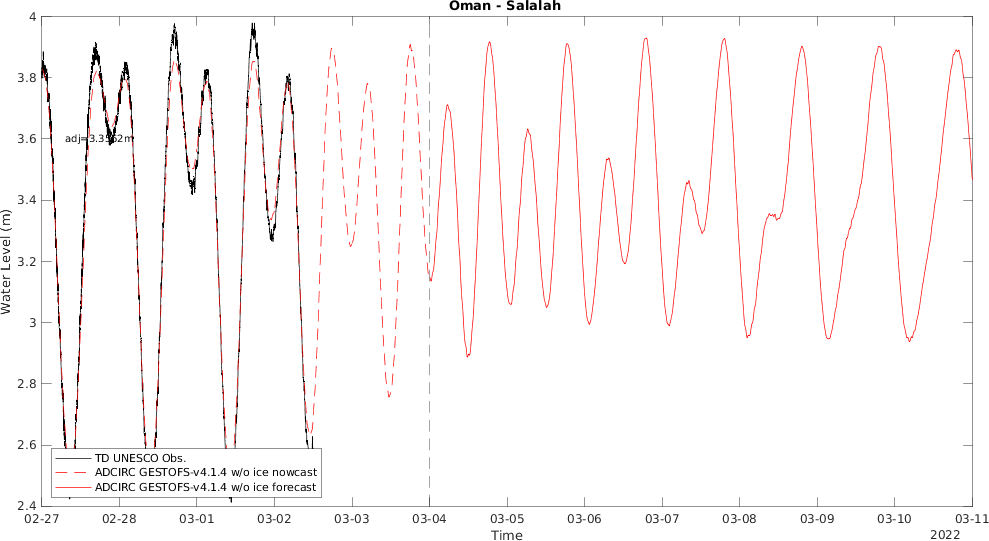 Oman - Salalah
4
3.8
3.6
3.4
3.2
3
2.8
2.6
2.4
Water Level (m)
TD UNESCO Obs.
ADCIRC GESTOFS-v4.1.4 w/o ice nowcast
ADCIRC GESTOFS-v4.1.4 w/o ice forecast
02-27 02-28 03-01 03-02 03-03 03-04 03-05 03-06 03-07 03-08 03-09 03-10 03-11
Time
2022